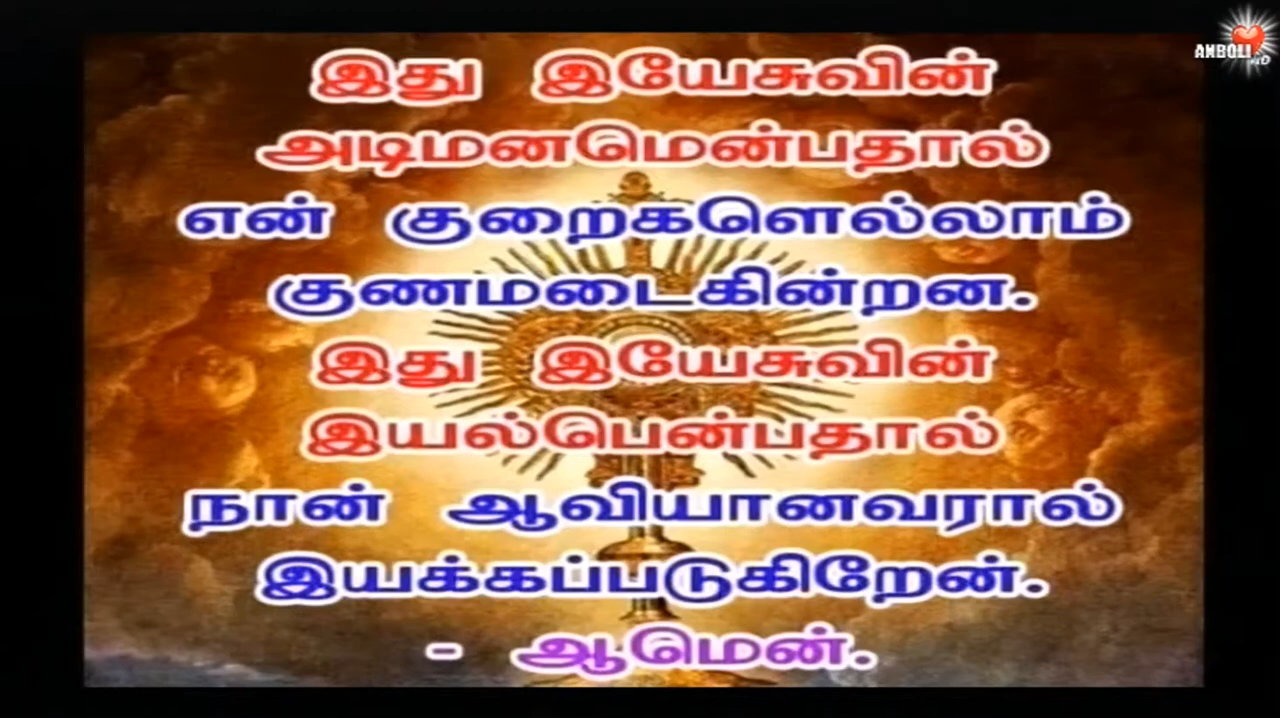 ANBOLI HD
இது இயேசுவின்
அடிமனமென்பதால்
என் குறைகளெல்லாம்
குணமடைகின்றன.
இது இயேசுவின்
இயல்பென்பதால்
நான் ஆவியானவரால்
இயக்கப்படுகிறேன்.
- ஆமென்.